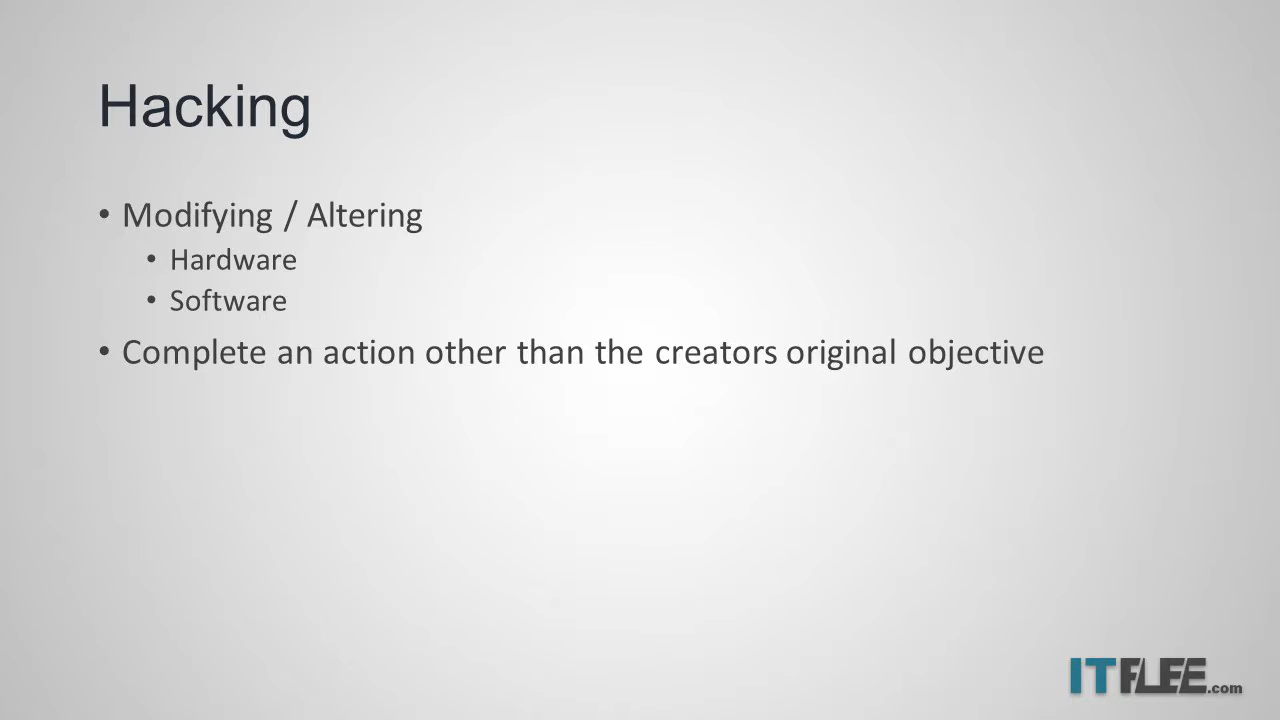 Hacking
• Modifying / Altering
• Hardware
• Software
• Complete an action other than the creators original objective
ITFLEE.com